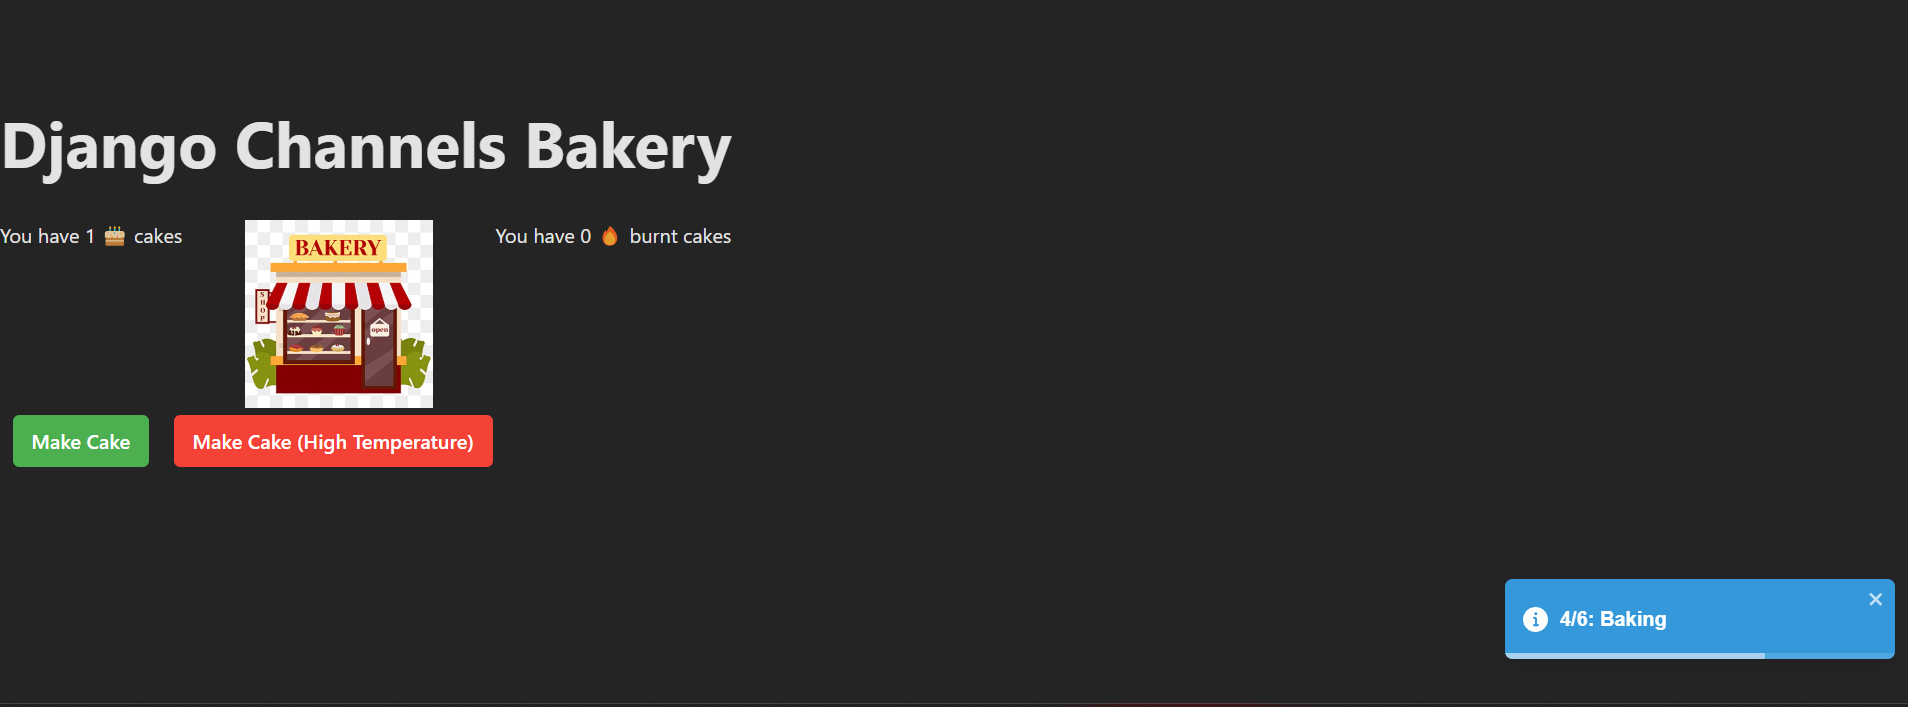 Django Channels Bakery
You have 1 🎂 cakes
BAKERY
SHOP
open
You have 0 🔥 burnt cakes
Make Cake
Make Cake (High Temperature)
4/6: Baking